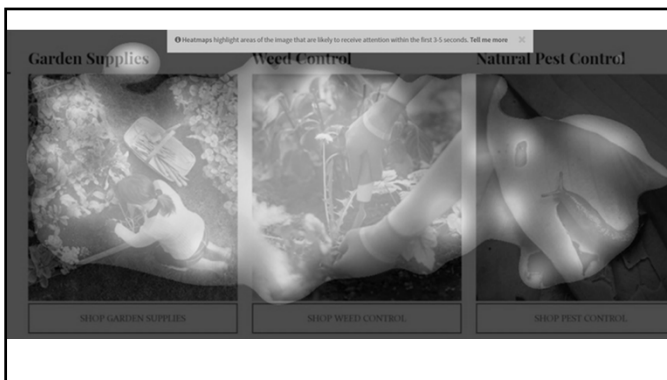 Heatmaps highlight areas of the image that are likely to receive attention within the first 3-5 seconds. Tell me more
Garden Supplies
Weed Control
Natural Pest Control
SHOP GARDEN SUPPLIES
SHOP WEED CONTROL
SHOP PEST CONTROL